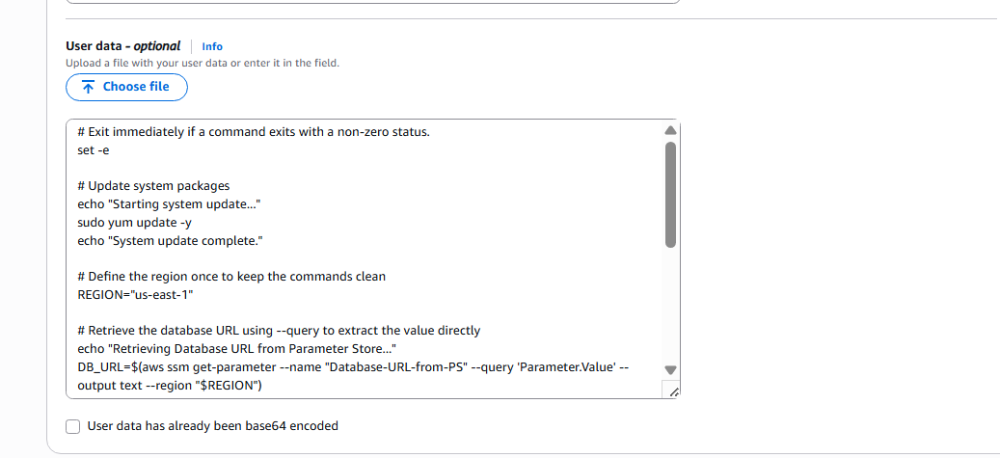 User data - optional Info
Upload a file with your user data or enter it in the field.
Choose file
# Exit immediately if a command exits with a non-zero status.
set -e
# Update system packages
echo "Starting system update..."
sudo yum update -y
echo "System update complete."
# Define the region once to keep the commands clean
REGION="us-east-1"
# Retrieve the database URL using --query to extract the value directly
echo "Retrieving Database URL from Parameter Store..."
DB_URL=$(aws ssm get-parameter --name "Database-URL-from-PS" --query 'Parameter.Value' --
output text --region "$REGION")
User data has already been base64 encoded